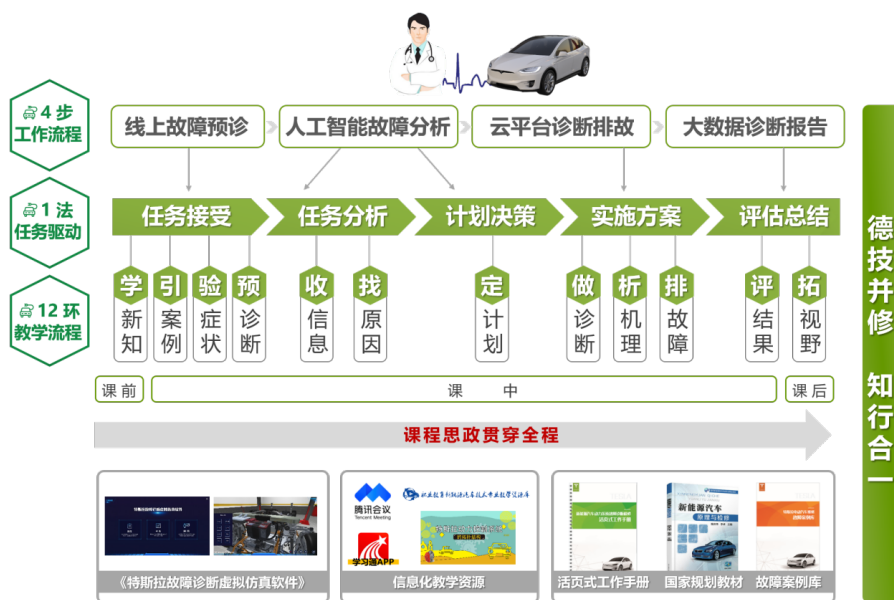 4 步
工作流程
线上故障预诊
人工智能故障分析
云平台诊断排故
大数据诊断报告
1 法
任务驱动
任务接受
任务分析
计划决策
实施方案
评估总结
12 环
教学流程
学新知
引案例
验症状
预诊断
收信息
找原因
定计划
做诊断
析机理
排故障
评结果
拓视野
课前
课 中
课后
课程思政贯穿全程
德技并修 知行合一
腾讯会议
Tencent Meeting
学习通APP
新能源汽车
《特斯拉故障诊断虚拟仿真软件》
信息化教学资源
活页式工作手册
国家规划教材
故障案例库